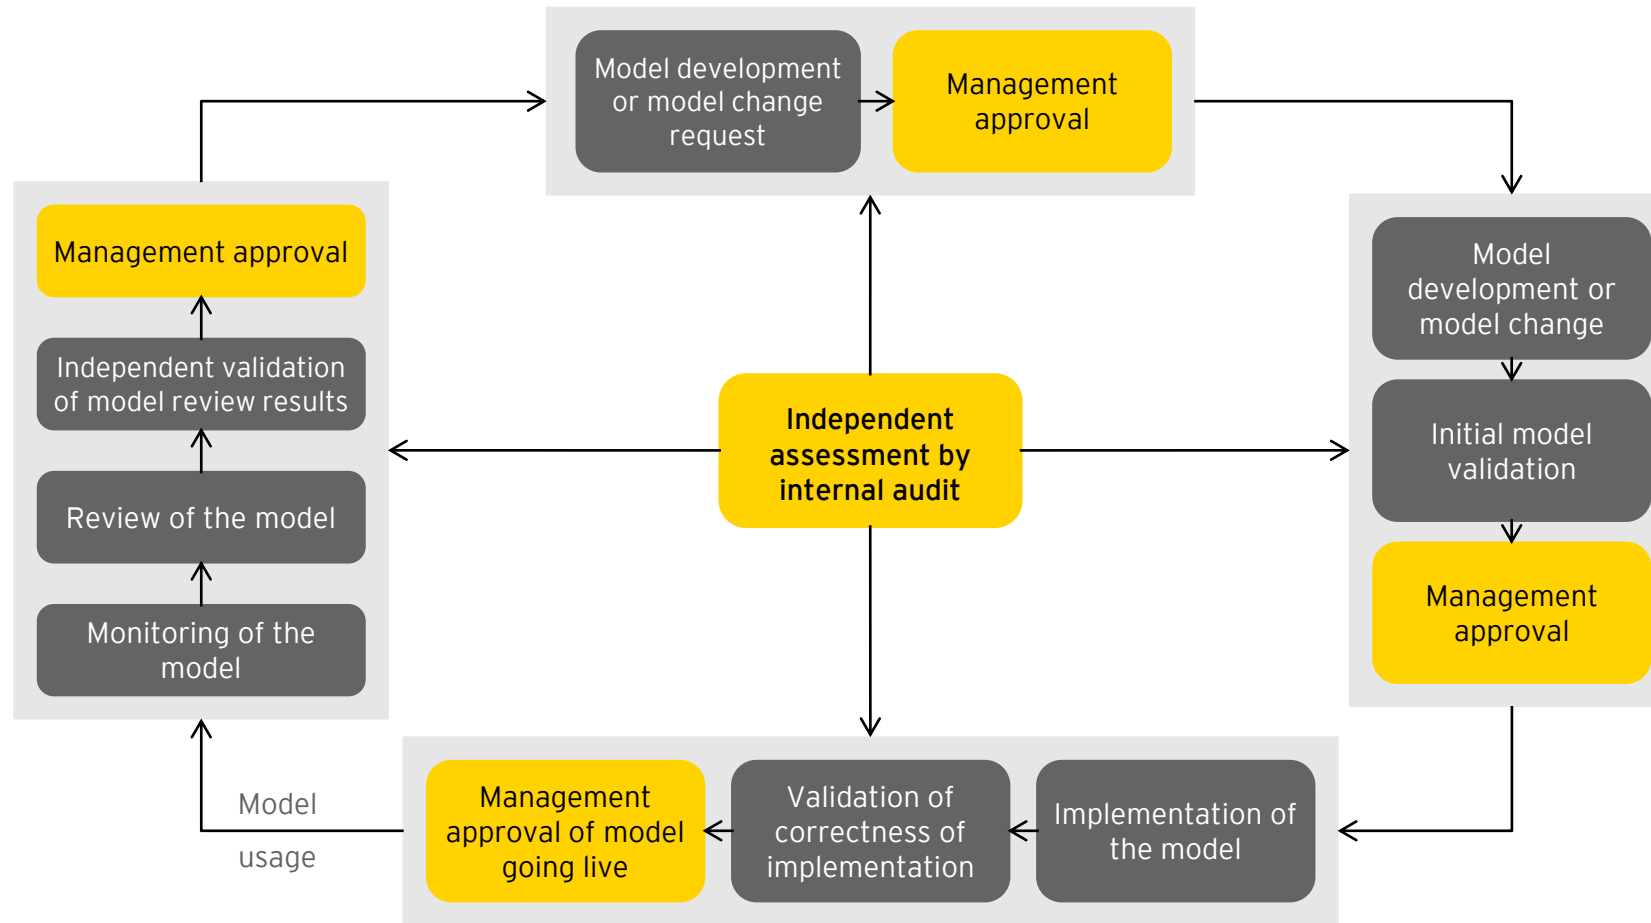 Model development
or model change
request
Management
approval
Management approval
Independent validation
of model review results
Review of the model
Monitoring of the
model
Independent
assessment by
internal audit
Model
development or
model change
Initial model
validation
Management
approval
Model
usage
Management
approval of model
going live
Validation of
correctness of
implementation
Implementation of
the model